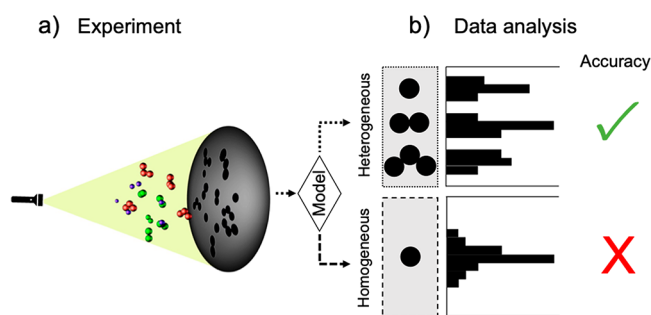 a) Experiment
b) Data analysis
Accuracy
Heterogeneous
Model
Homogeneous
X